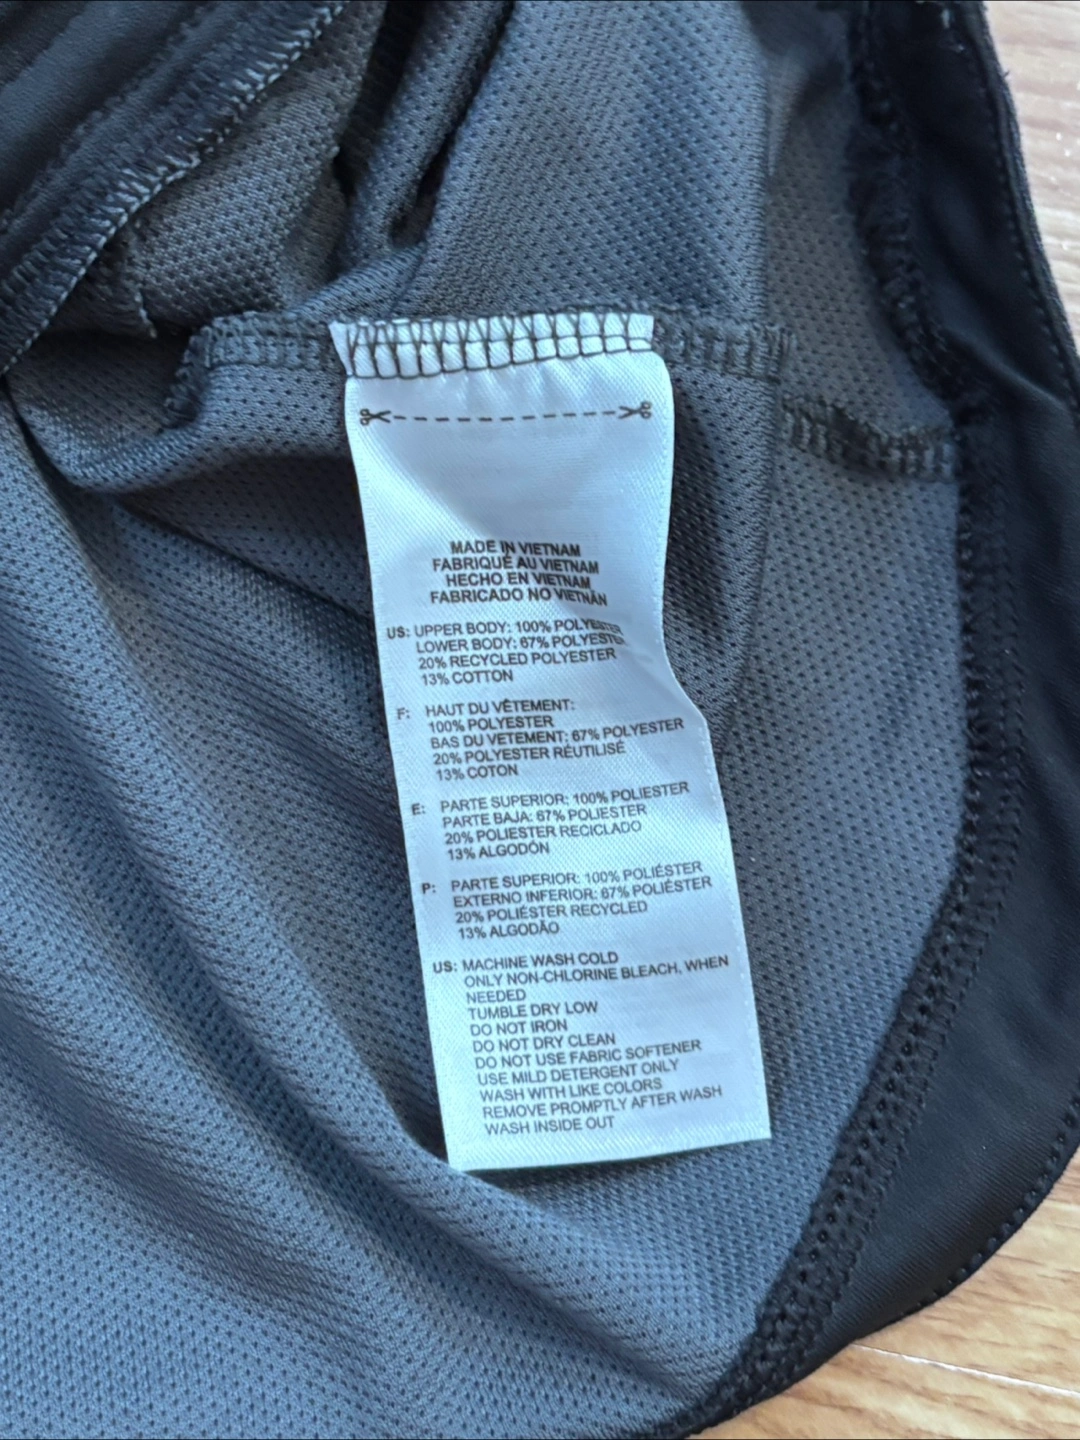 MADE IN VIETNAM
FABRIQUÉ AU VIETNAM
HECHO EN VIETNAM
FABRICADO NO VIETNÃN
US: UPPER BODY: 100% POLYESTER
LOWER BODY: 67% POLYESTER
20% RECYCLED POLYESTER
13% COTTON
F: HAUT DU VÊTEMENT:
100% POLYESTER
BAS DU VETEMENT: 67% POLYESTER
20% POLYESTER RÉUTILISÉ
13% COTON
E: PARTE SUPERIOR: 100% POLIESTER
PARTE BAJA: 67% POLIESTER
20% POLIESTER RECICLADO
13% ALGODÓN
P: PARTE SUPERIOR: 100% POLIÉSTER
EXTERNO INFERIOR: 67% POLIÉSTER
20% POLIÉSTER RECYCLED
13% ALGODÃO
US: MACHINE WASH COLD
ONLY NON-CHLORINE BLEACH, WHEN
NEEDED
TUMBLE DRY LOW
DO NOT IRON
DO NOT DRY CLEAN
DO NOT USE FABRIC SOFTENER
USE MILD DETERGENT ONLY
WASH WITH LIKE COLORS
REMOVE PROMPTLY AFTER WASH
WASH INSIDE OUT